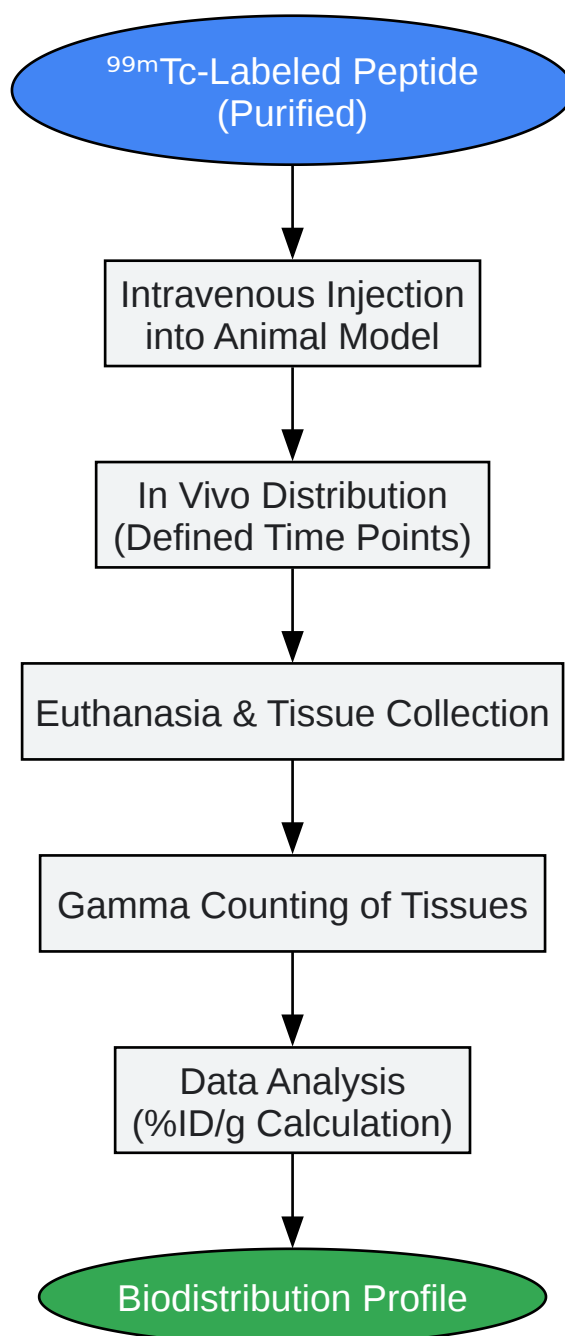 ⁹⁹ᵐTc-Labeled Peptide
(Purified)
Intravenous Injection
into Animal Model
In Vivo Distribution
(Defined Time Points)
Euthanasia & Tissue Collection
Gamma Counting of Tissues
Data Analysis
(%ID/g Calculation)
Biodistribution Profile